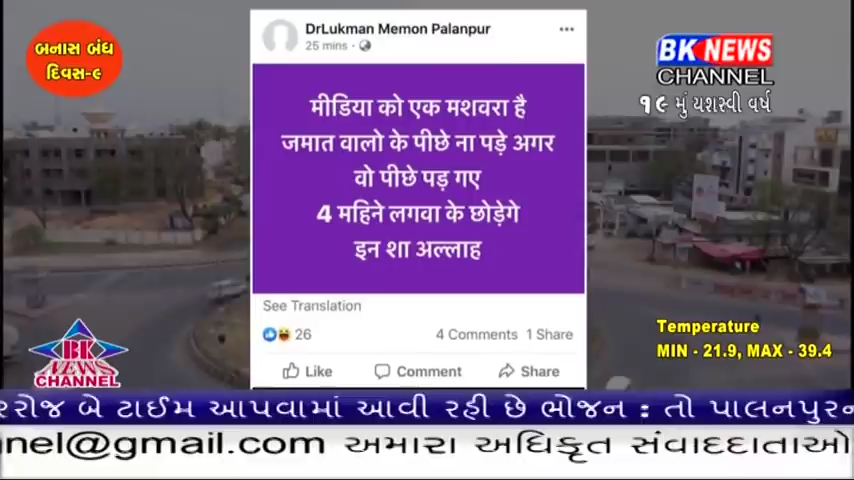 બનાસ બંધ
દિવસ-૯
DrLukman Memon Palanpur
25 mins
मीडिया को एक मशवरा है
जमात वालो के पीछे ना पड़े अगर
वो पीछे पड़ गए
4 महिने लगवा के छोड़ेगे
इन शा अल्लाह
See Translation
26
4 Comments 1 Share
Like Comment Share
BK NEWS
CHANNEL
૧૯ મું યશસ્વી વર્ષ
Temperature
MIN - 21.9, MAX - 39.4
BK
NEWS
CHANNEL
બે ટાઈમ આપવામાં આવી રહી છે ભોજન : તો
nel@gmail.com અમારા અધિકૃત સંવાદદાતાઓ